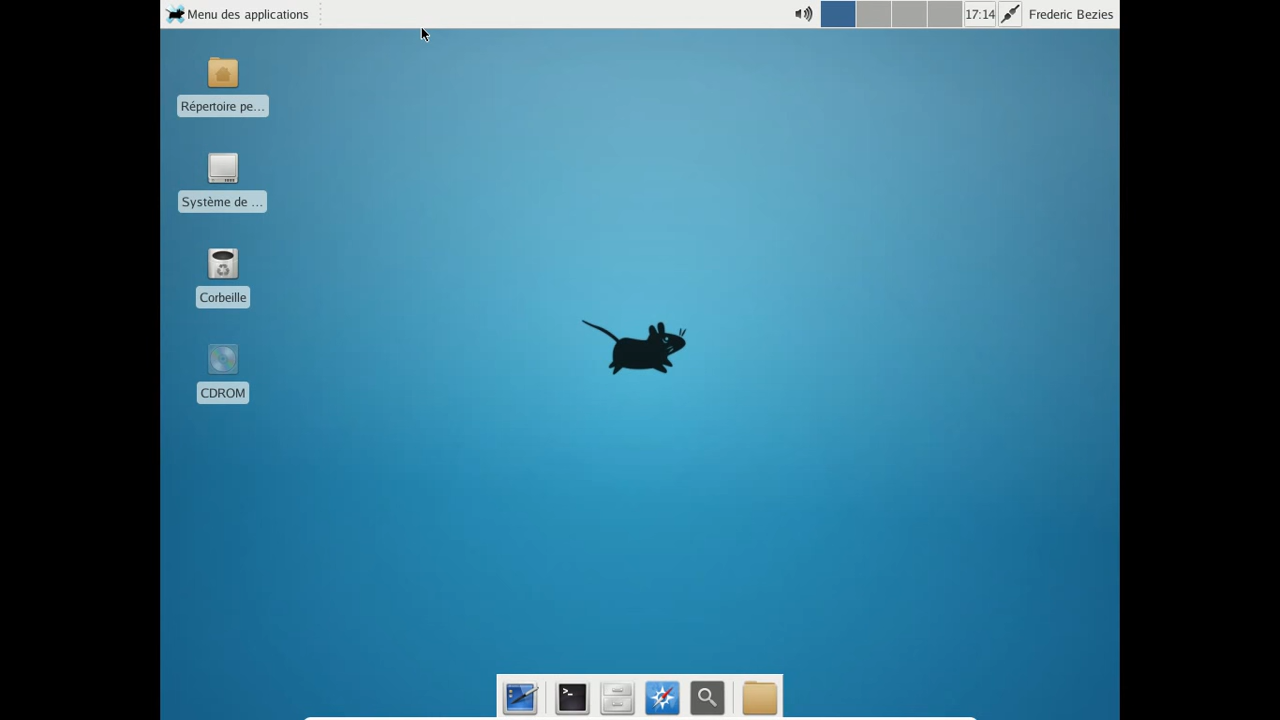 Menu des applications
17:14
Frederic Bezies
Répertoire pe...
Système de ...
Corbeille
CDROM